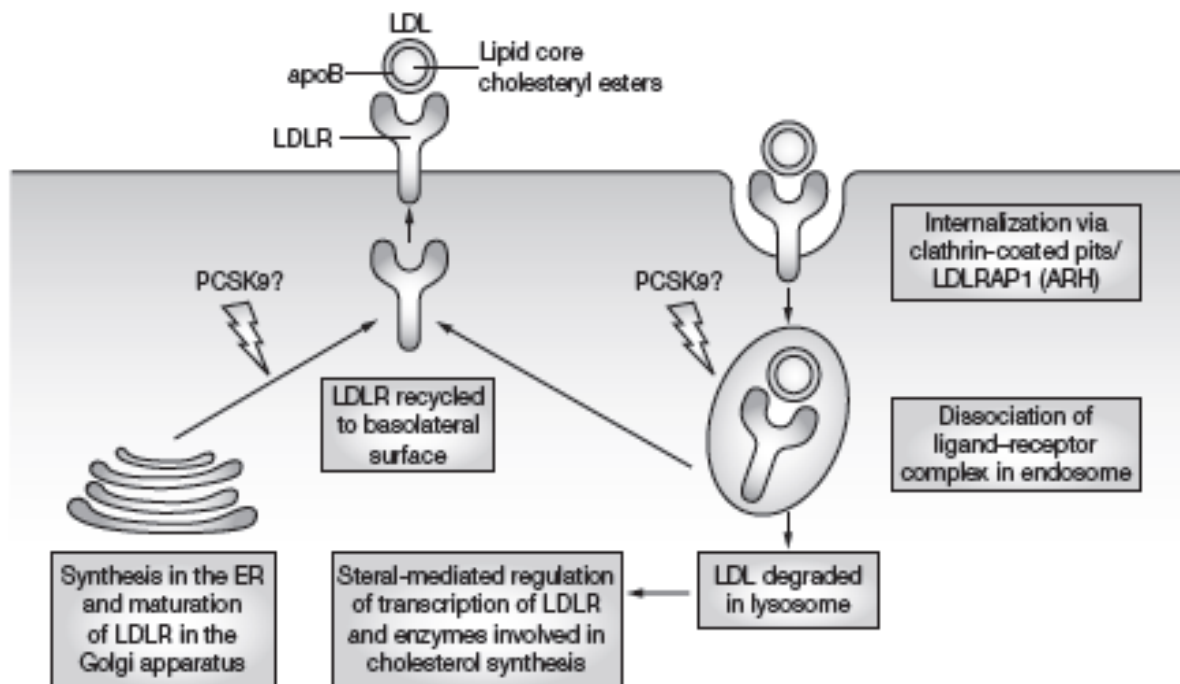 LDL
apoB
Lipid core
cholesteryl esters
LDLR
Internalization via
clathrin-coated pits/
LDLRAP1 (ARH)
PCSK9?
PCSK9?
LDLR recycled
to basolateral
surface
Dissociation of
ligand–receptor
complex in endosome
Synthesis in the ER
and maturation
of LDLR in the
Golgi apparatus
Steral-mediated regulation
of transcription of LDLR
and enzymes involved in
cholesterol synthesis
LDL degraded
in lysosome